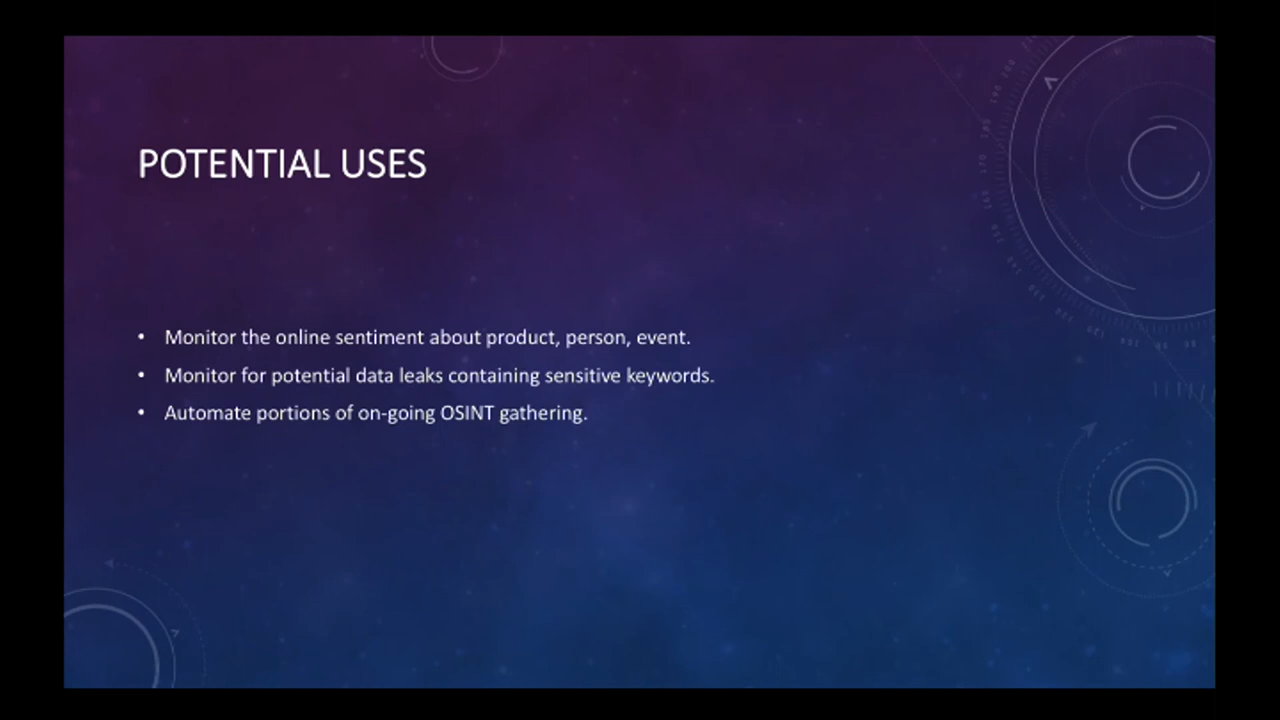 POTENTIAL USES
• Monitor the online sentiment about product, person, event.
• Monitor for potential data leaks containing sensitive keywords.
• Automate portions of on-going OSINT gathering.